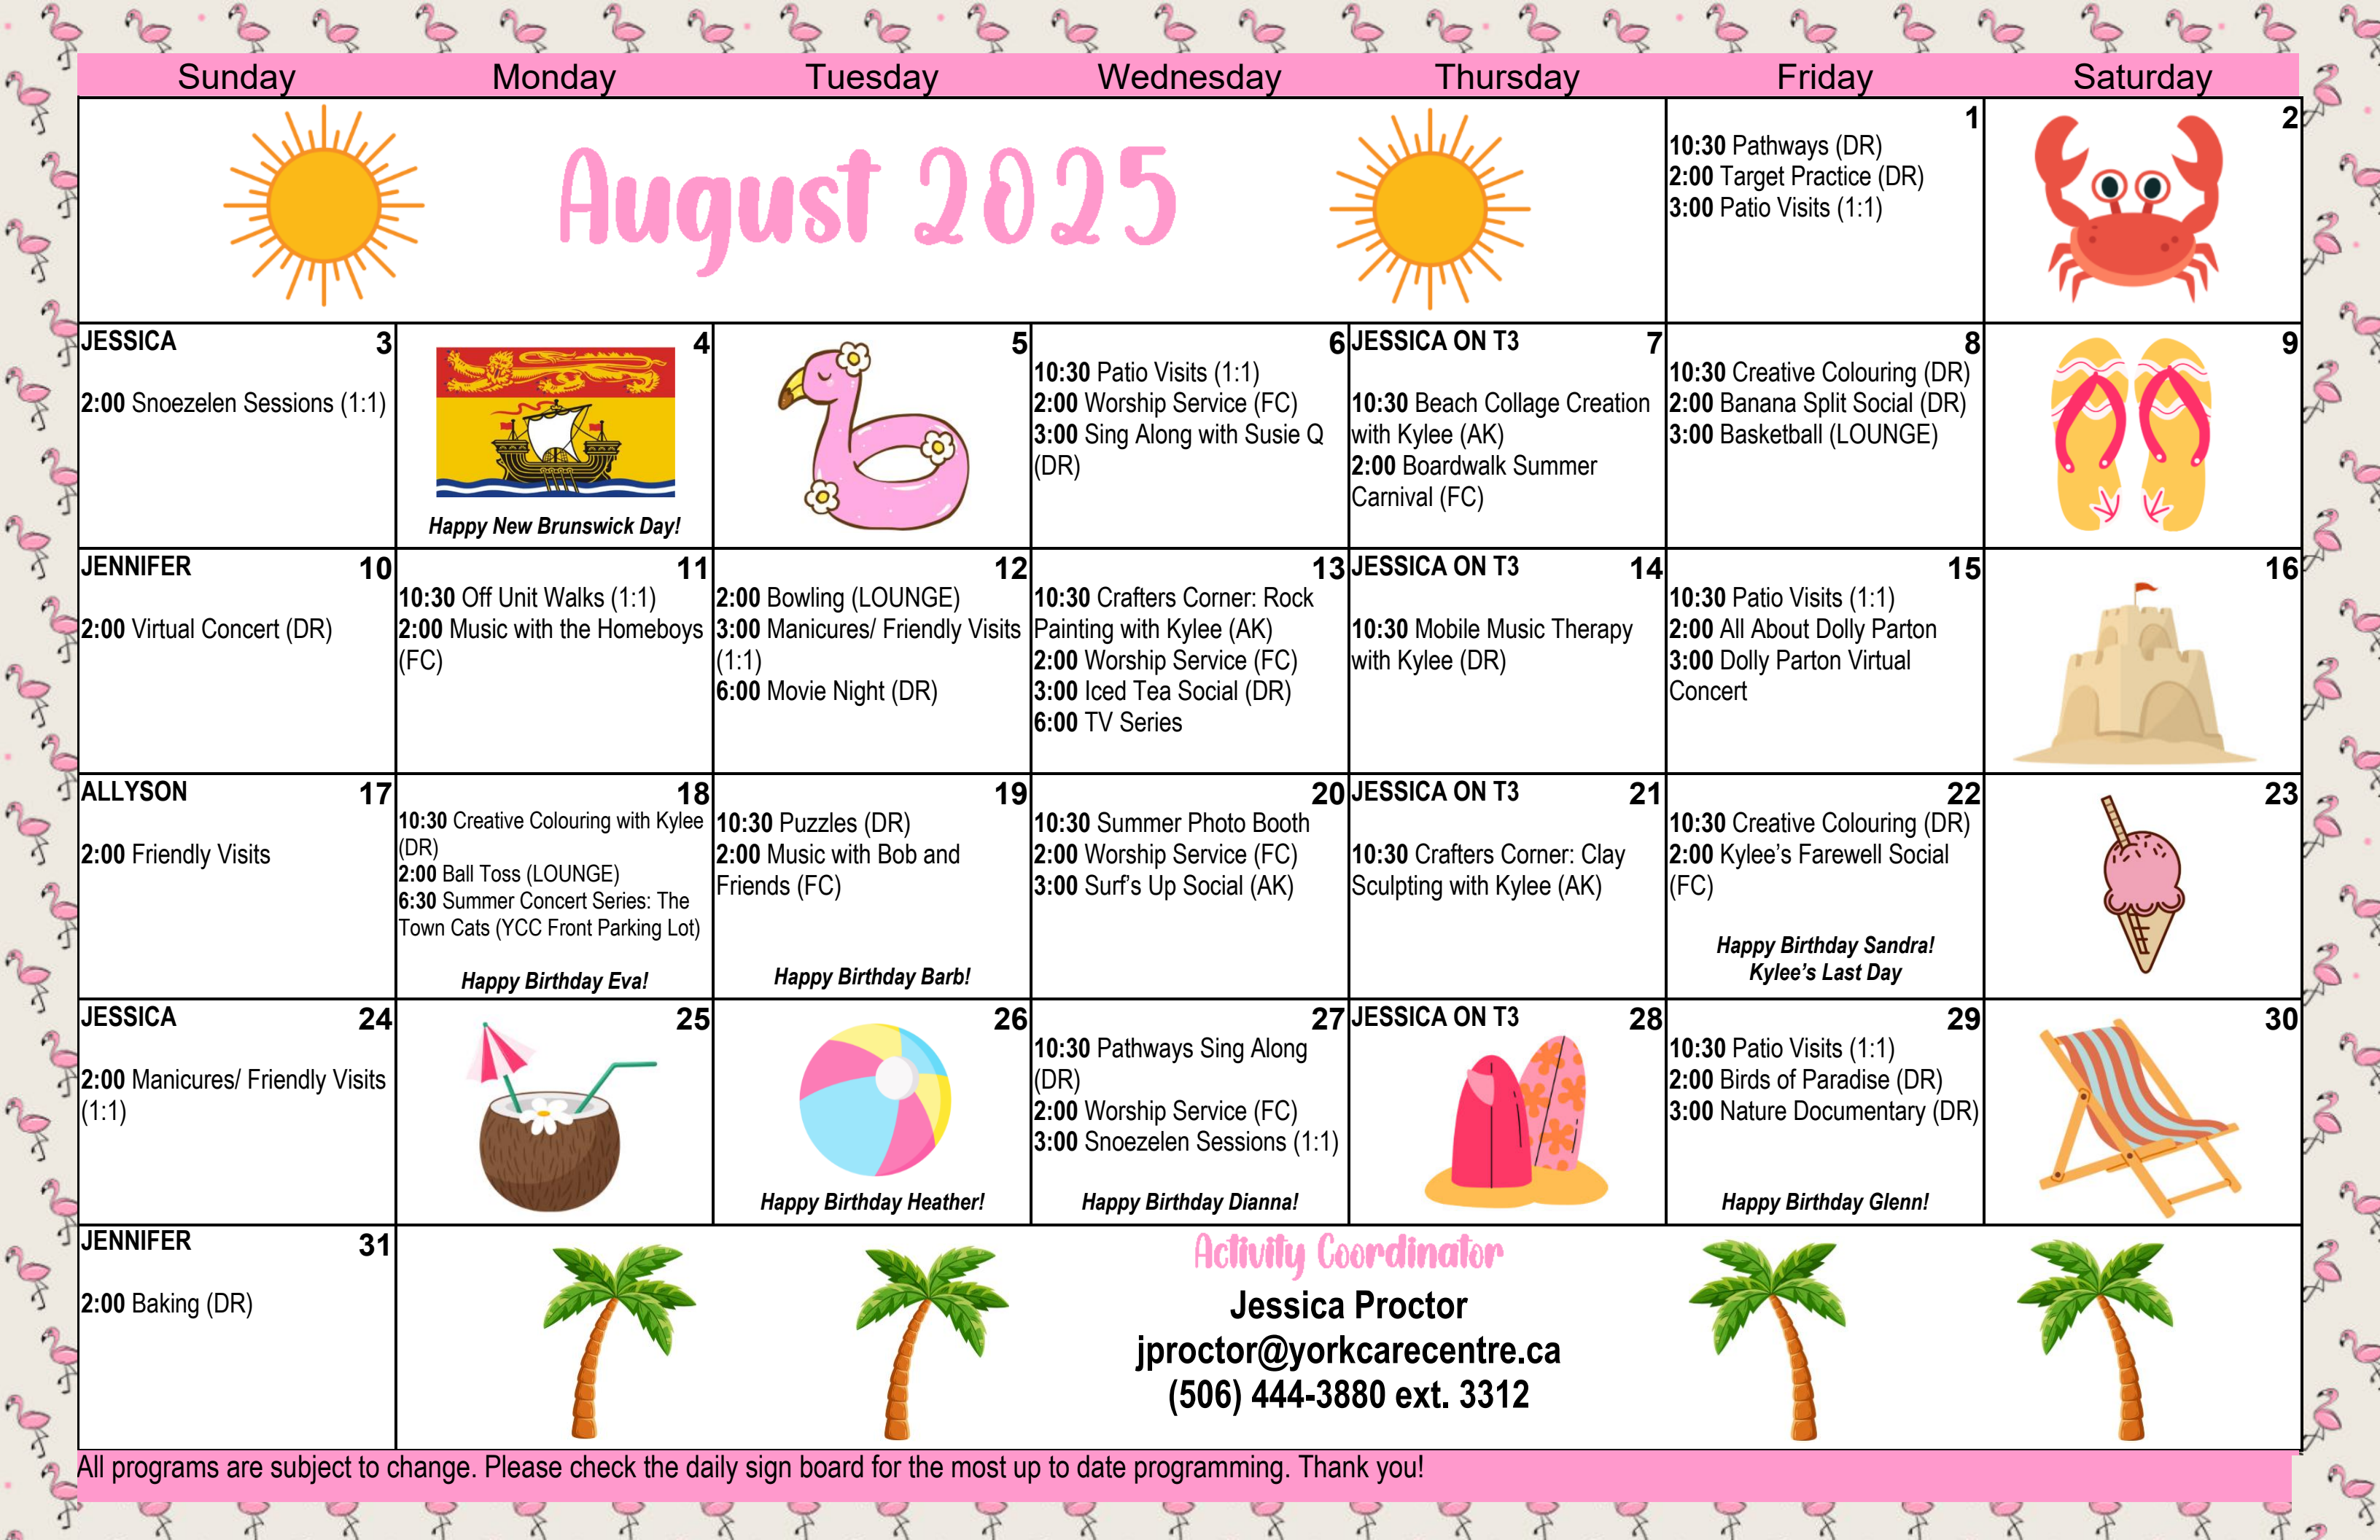 Sunday Monday Tuesday Wednesday Thursday Friday Saturday
August 2025
1
10:30 Pathways (DR)
2:00 Target Practice (DR)
3:00 Patio Visits (1:1)
2
JESSICA 3
2:00 Snoezelen Sessions (1:1)
4
Happy New Brunswick Day!
5
6
10:30 Patio Visits (1:1)
2:00 Worship Service (FC)
3:00 Sing Along with Susie Q
(DR)
JESSICA ON T3 7
10:30 Beach Collage Creation
with Kylee (AK)
2:00 Boardwalk Summer
Carnival (FC)
8
10:30 Creative Colouring (DR)
2:00 Banana Split Social (DR)
3:00 Basketball (LOUNGE)
9
JENNIFER 10
2:00 Virtual Concert (DR)
11
10:30 Off Unit Walks (1:1)
2:00 Music with the Homeboys
(FC)
12
2:00 Bowling (LOUNGE)
3:00 Manicures/ Friendly Visits
(1:1)
6:00 Movie Night (DR)
13
10:30 Crafters Corner: Rock
Painting with Kylee (AK)
2:00 Worship Service (FC)
3:00 Iced Tea Social (DR)
6:00 TV Series
JESSICA ON T3 14
10:30 Mobile Music Therapy
with Kylee (DR)
15
10:30 Patio Visits (1:1)
2:00 All About Dolly Parton
3:00 Dolly Parton Virtual
Concert
16
ALLYSON 17
2:00 Friendly Visits
18
10:30 Creative Colouring with Kylee
(DR)
2:00 Ball Toss (LOUNGE)
6:30 Summer Concert Series: The
Town Cats (YCC Front Parking Lot)
Happy Birthday Eva!
19
10:30 Puzzles (DR)
2:00 Music with Bob and
Friends (FC)
Happy Birthday Barb!
20
10:30 Summer Photo Booth
2:00 Worship Service (FC)
3:00 Surf's Up Social (AK)
JESSICA ON T3 21
10:30 Crafters Corner: Clay
Sculpting with Kylee (AK)
22
10:30 Creative Colouring (DR)
2:00 Kylee's Farewell Social
(FC)
Happy Birthday Sandra!
Kylee's Last Day
23
JESSICA 24
2:00 Manicures/ Friendly Visits
(1:1)
25
26
Happy Birthday Heather!
27
10:30 Pathways Sing Along
(DR)
2:00 Worship Service (FC)
3:00 Snoezelen Sessions (1:1)
Happy Birthday Dianna!
JESSICA ON T3 28
29
10:30 Patio Visits (1:1)
2:00 Birds of Paradise (DR)
3:00 Nature Documentary (DR)
Happy Birthday Glenn!
30
JENNIFER 31
2:00 Baking (DR)
Activity Coordinator
Jessica Proctor
jproctor@yorkcarecentre.ca
(506) 444-3880 ext. 3312
All programs are subject to change. Please check the daily sign board for the most up to date programming. Thank you!